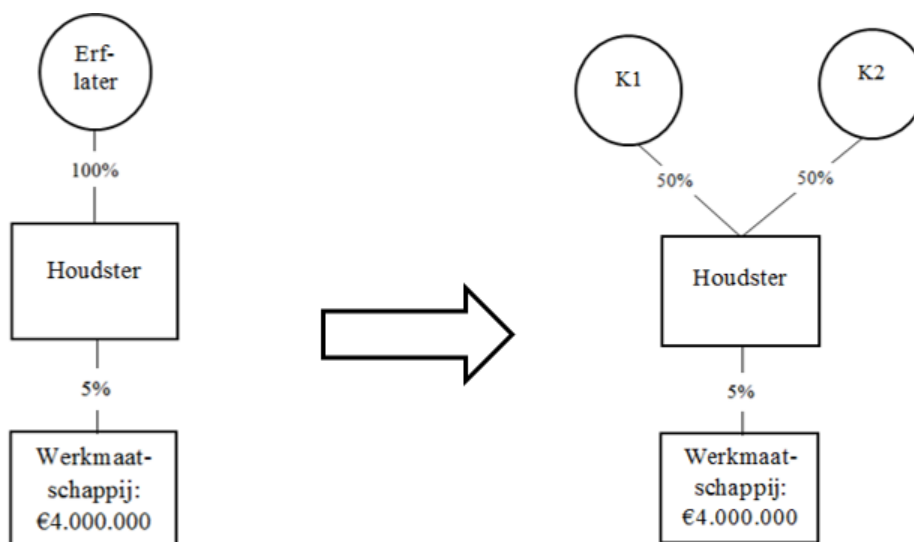 Erf-
later
100%
Houdster
5%
Werkmaat-
schappij:
€4.000.000
K1
K2
50%
50%
Houdster
5%
Werkmaat-
schappij:
€4.000.000